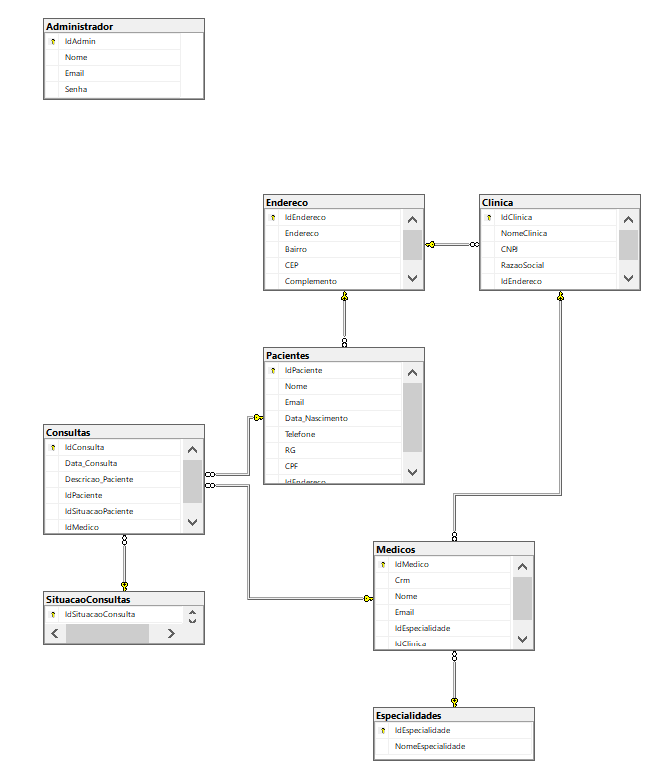 Administrador
IdAdmin
Nome
Email
Senha
Endereco
IdEndereco
Endereco
Bairro
CEP
Complemento
Clinica
IdClinica
NomeClinica
CNPJ
RazaoSocial
IdEndereco
Pacientes
IdPaciente
Nome
Email
Data_Nascimento
Telefone
RG
CPF
IdEndereco
Consultas
IdConsulta
Data_Consulta
Descricao_Paciente
IdPaciente
IdSituacaoPaciente
IdMedico
SituacaoConsultas
IdSituacaoConsulta
Medicos
IdMedico
Crm
Nome
Email
IdEspecialidade
IdClinica
Especialidades
IdEspecialidade
NomeEspecialidade